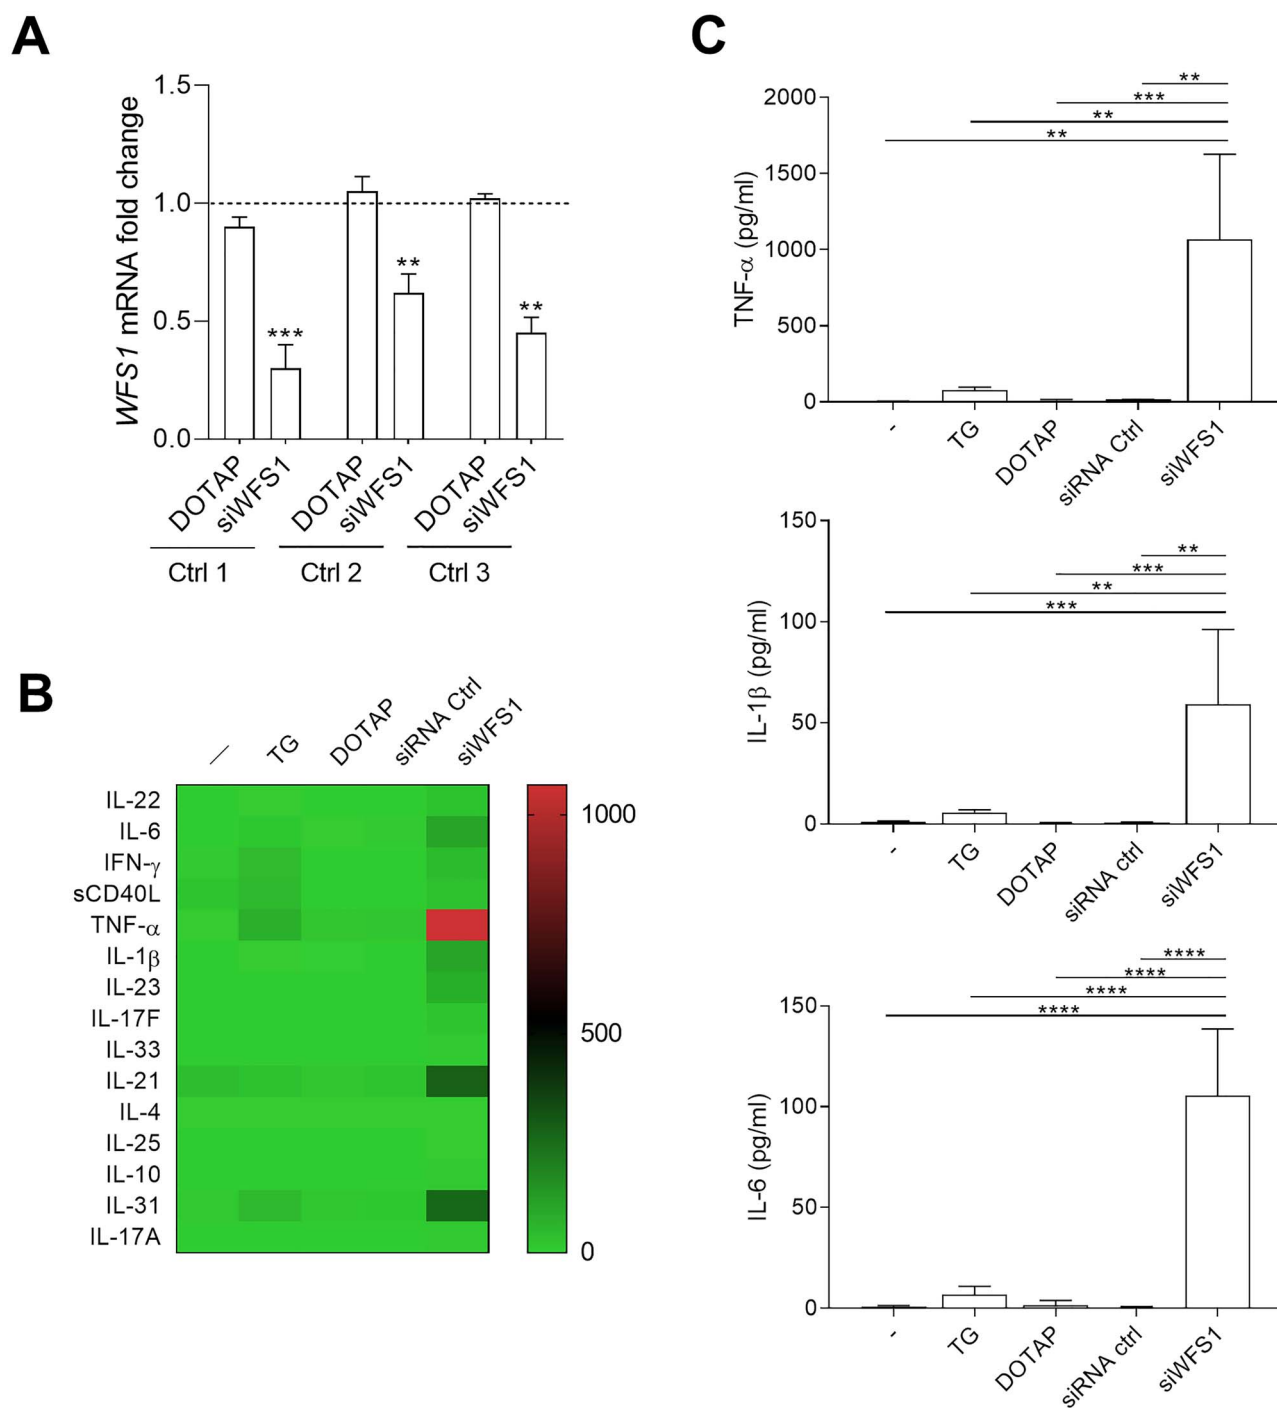 A
1.5
1.0
0.5
0.0
WFS1 mRNA fold change
***
**
**
DOTAP
siWFS1
DOTAP
siWFS1
DOTAP
siWFS1
Ctrl 1
Ctrl 2
Ctrl 3
B
—
TG
DOTAP
siRNA Ctrl
siWFS1
IL-22
IL-6
IFN-γ
sCD40L
TNF-α
IL-1β
IL-23
IL-17F
IL-33
IL-21
IL-4
IL-25
IL-10
IL-31
IL-17A
1000
500
0
C
**
***
**
**
2000
1500
1000
500
0
TNF-α (pg/ml)
-
TG
DOTAP
siRNA Ctrl
siWFS1
**
***
**
***
150
100
50
0
IL-1β (pg/ml)
-
TG
DOTAP
siRNA ctrl
siWFS1
****
****
****
****
150
100
50
0
IL-6 (pg/ml)
-
TG
DOTAP
siRNA ctrl
siWFS1